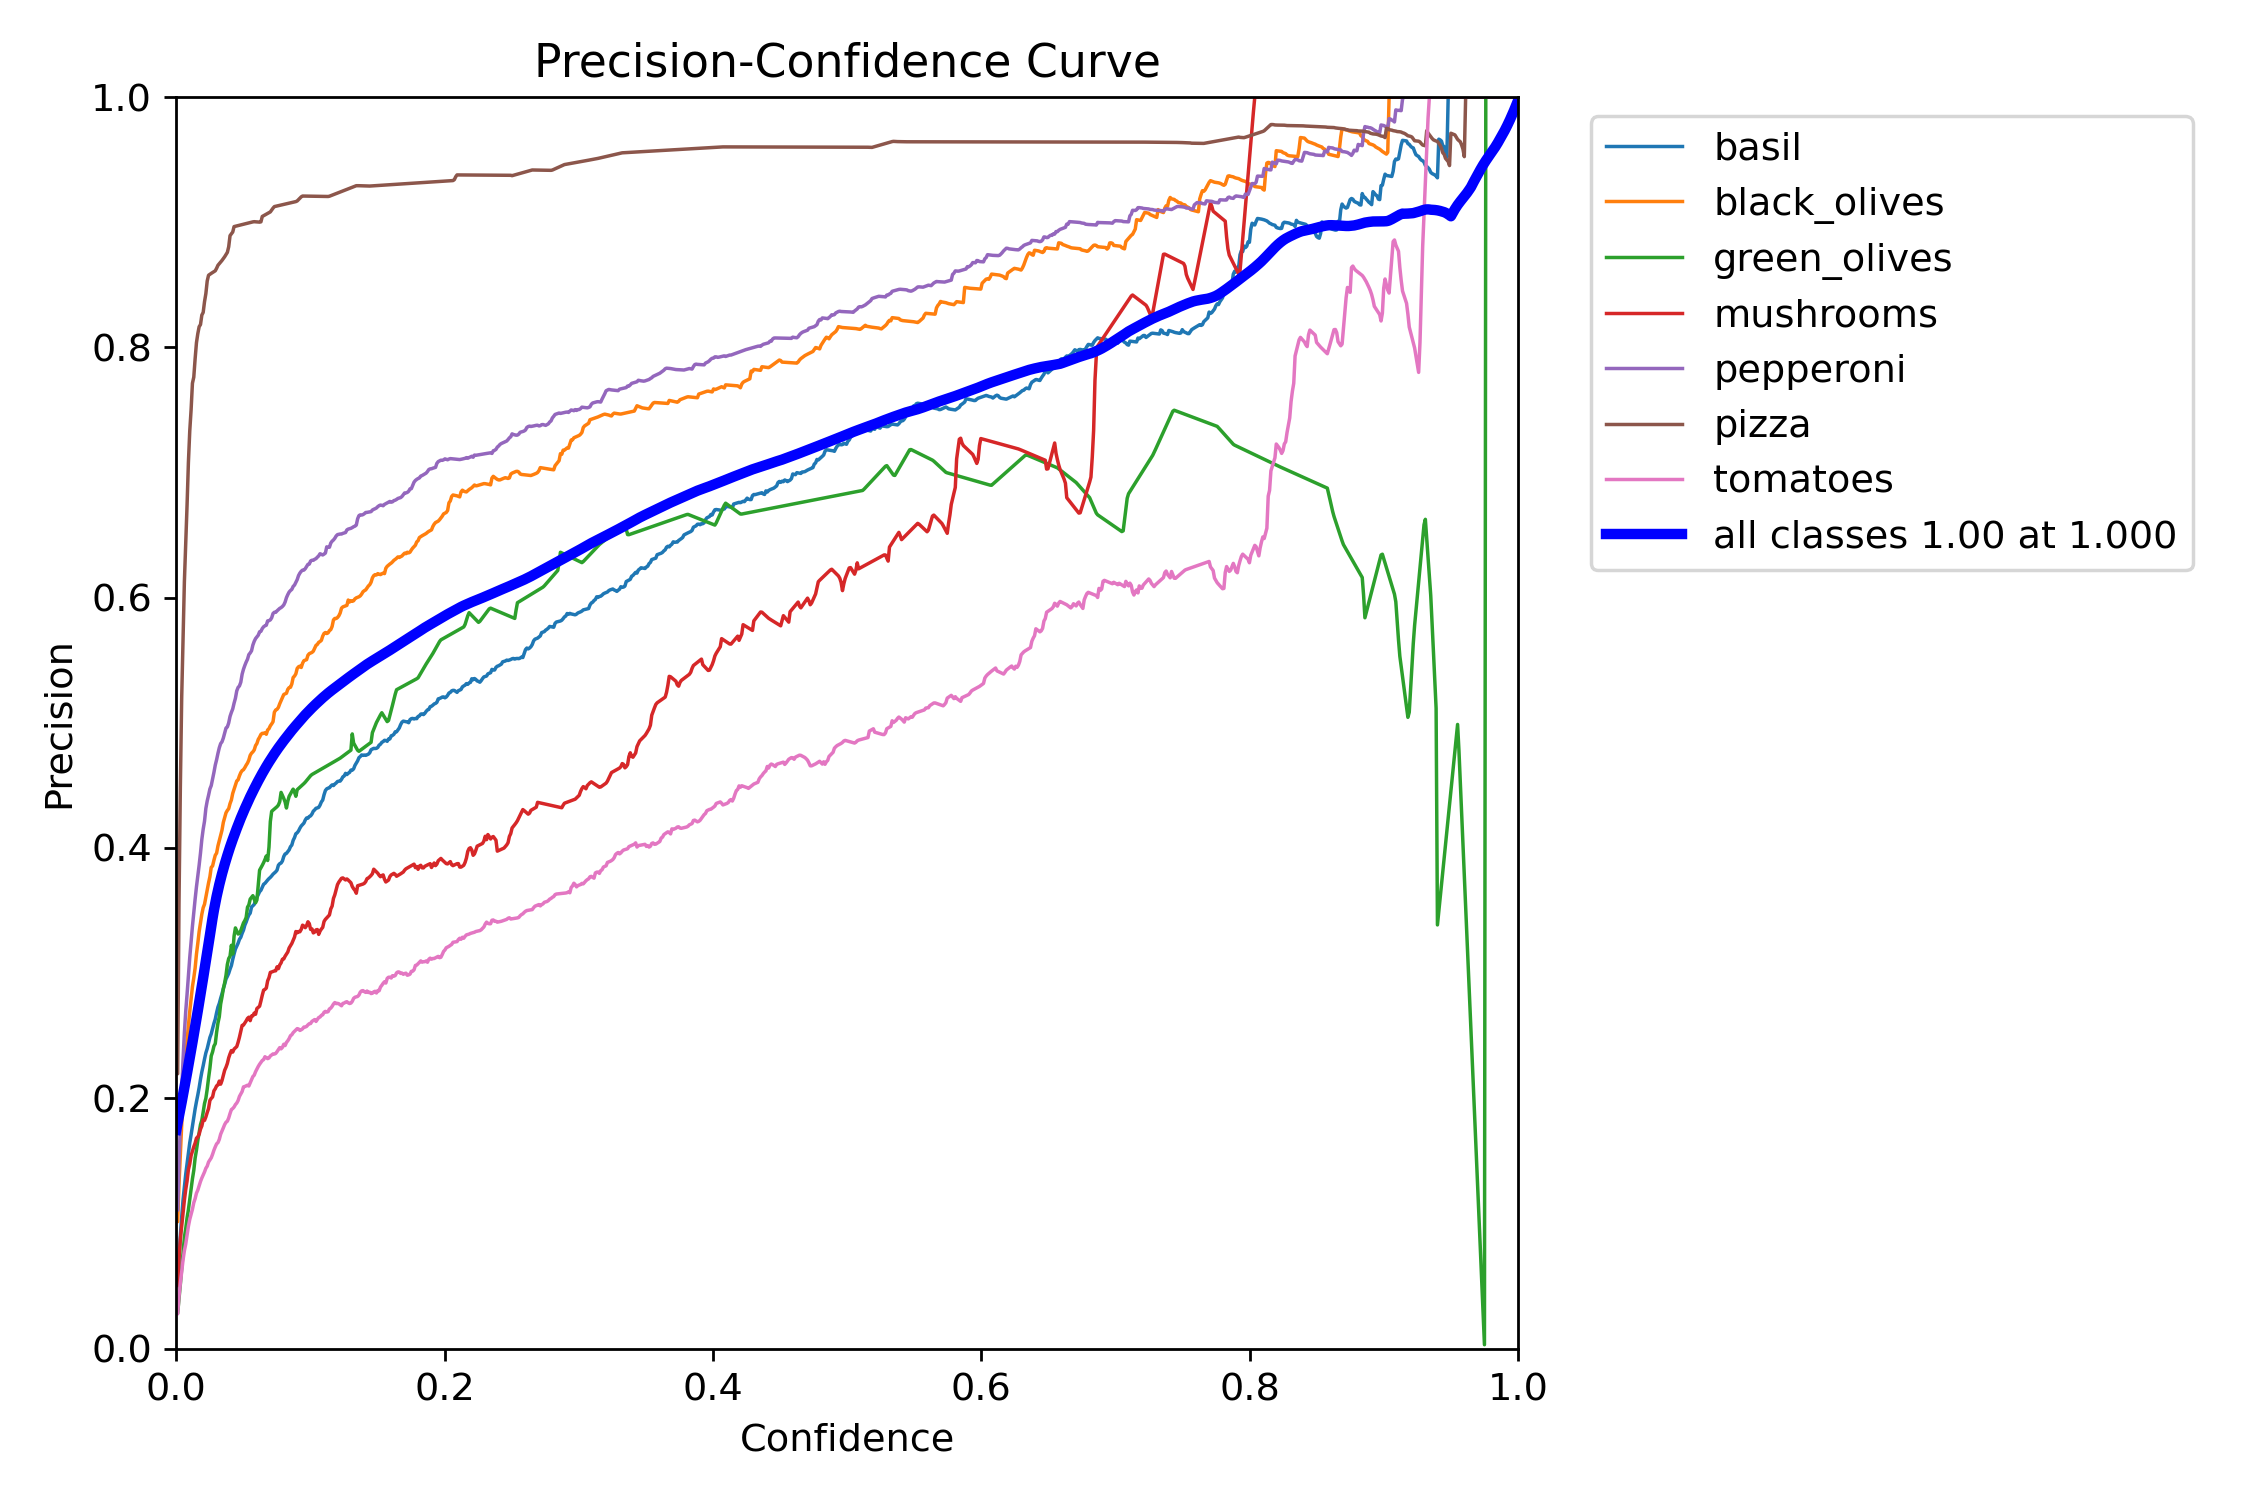 Precision-Confidence Curve
1.0
0.8
0.6
0.4
0.2
0.0
Precision
0.0 0.2 0.4 0.6 0.8 1.0
Confidence
basil
black_olives
green_olives
mushrooms
pepperoni
pizza
tomatoes
all classes 1.00 at 1.000